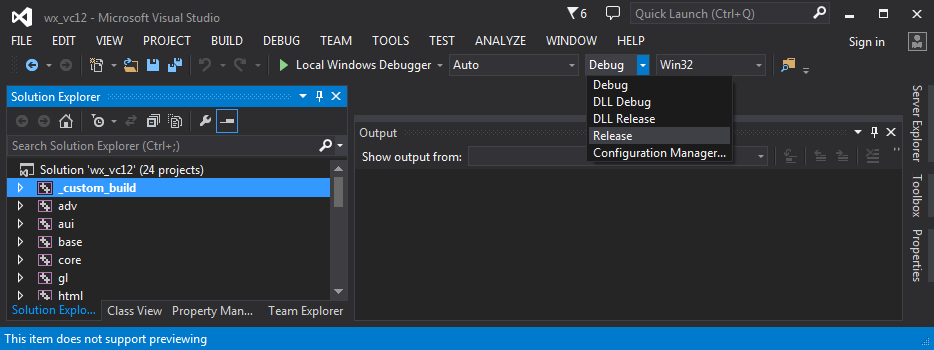 wx_vc12 - Microsoft Visual Studio
6
Quick Launch (Ctrl+Q)
FILE EDIT VIEW PROJECT BUILD DEBUG TEAM TOOLS TEST ANALYZE WINDOW HELP Sign in
Local Windows Debugger Auto Debug Win32
Debug
DLL Debug
DLL Release
Release
Configuration Manager...
Solution Explorer
Search Solution Explorer (Ctrl+;)
Solution 'wx_vc12' (24 projects)
_custom_build
adv
aui
base
core
gl
html
Solution Explo... Class View Property Man... Team Explorer
Output
Show output from:
Server Explorer
Toolbox
Properties
This item does not support previewing